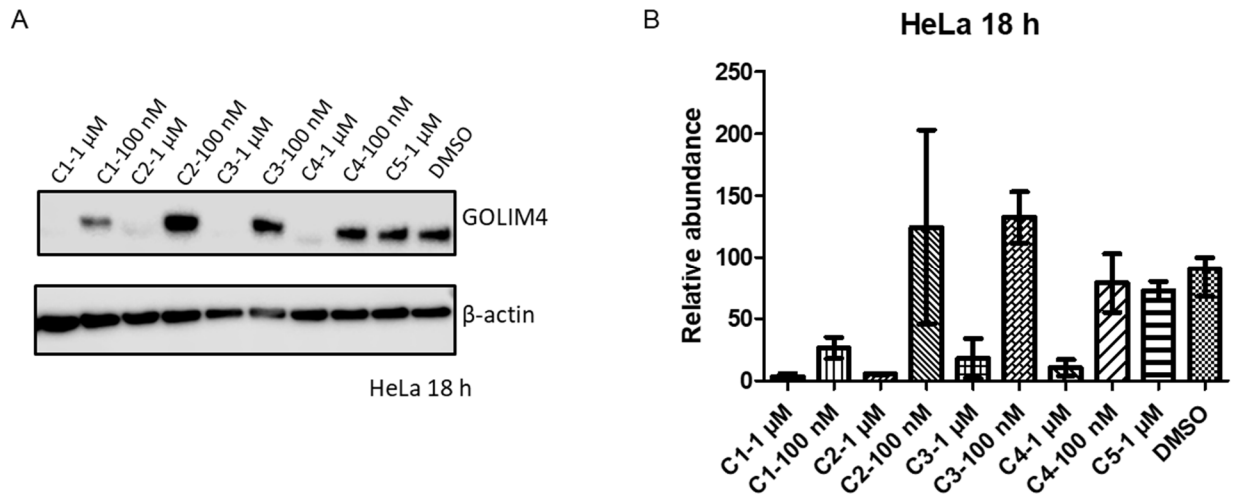 A
C1-1 μM
C1-100 nM
C2-1 μM
C2-100 nM
C3-1 μM
C3-100 nM
C4-1 μM
C4-100 nM
C5-1 μM
DMSO
GOLIM4
β-actin
HeLa 18 h
B
HeLa 18 h
Relative abundance
250
200
150
100
50
0
C1-1 μM
C1-100 nM
C2-1 μM
C2-100 nM
C3-1 μM
C3-100 nM
C4-1 μM
C4-100 nM
C5-1 μM
DMSO